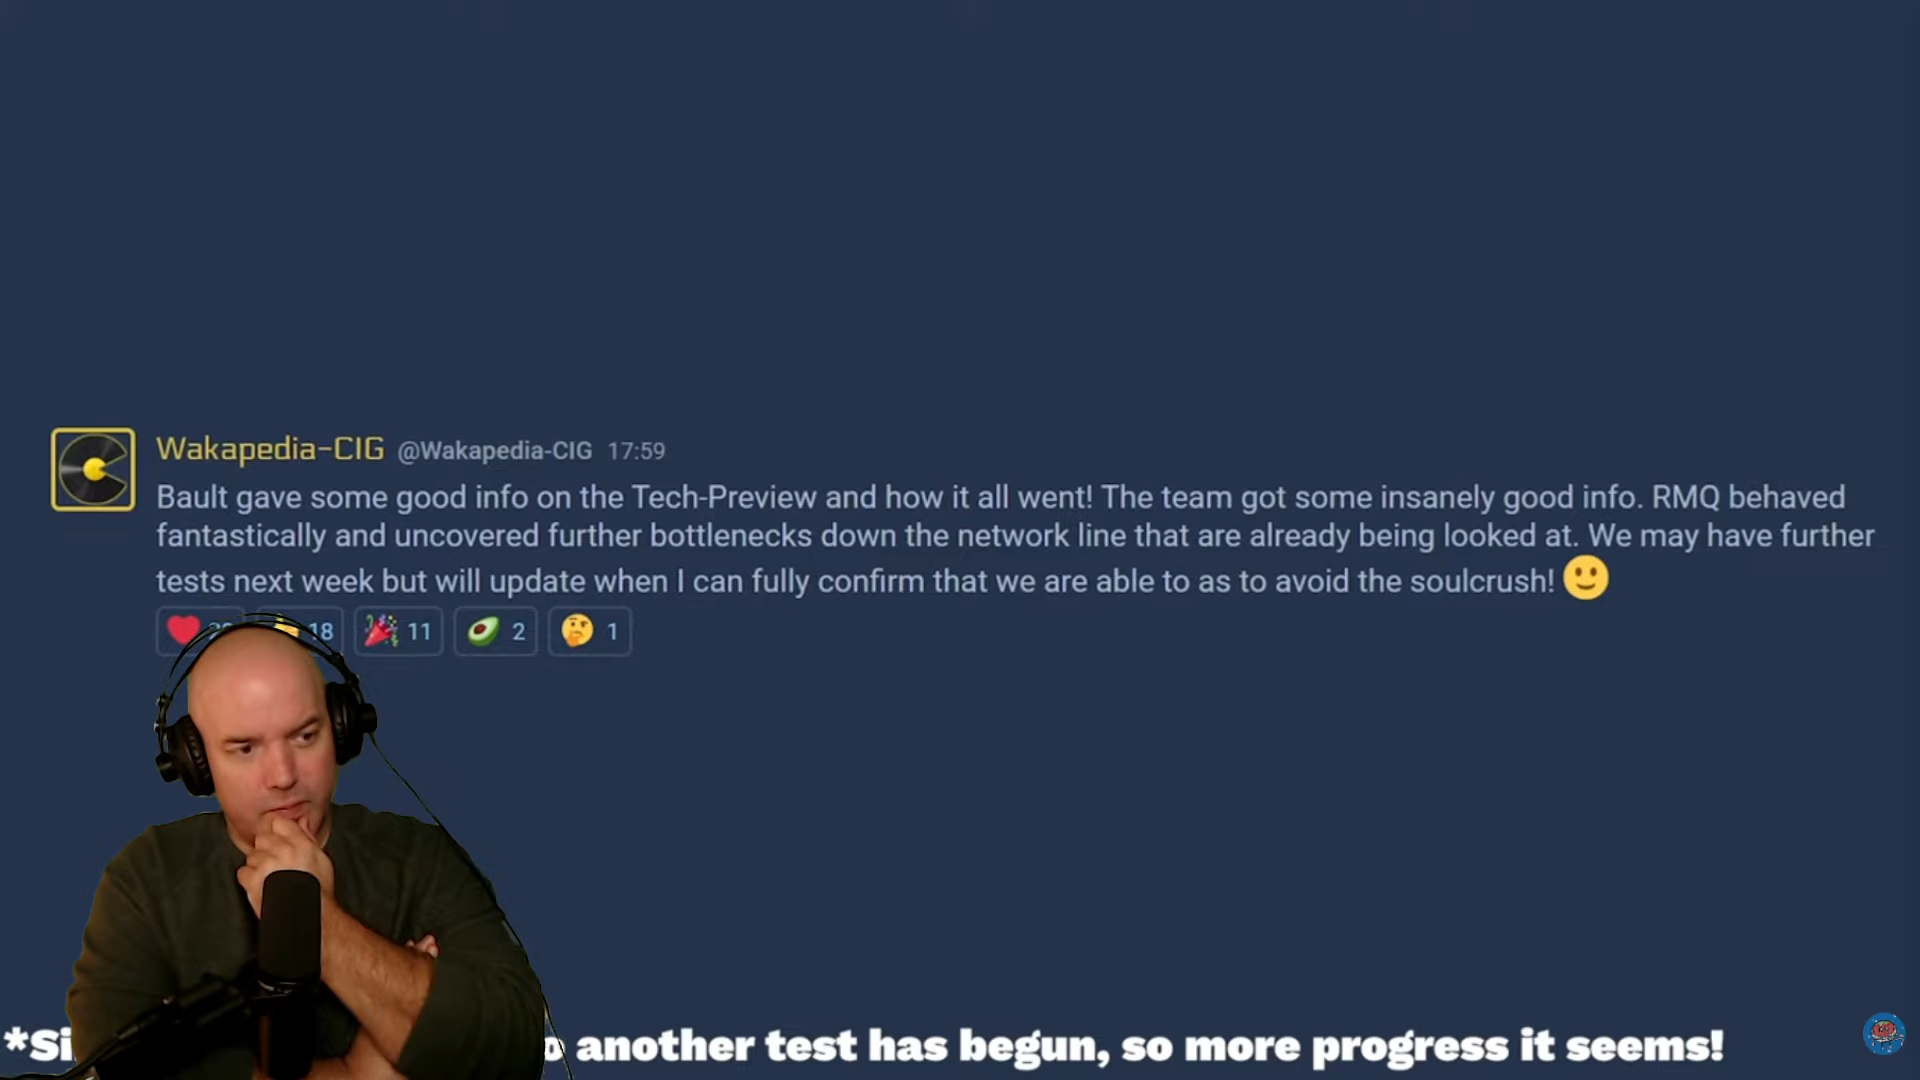 Wakapedia-CIG @Wakapedia-CIG 17:59
Bault gave some good info on the Tech-Preview and how it all went! The team got some insanely good info. RMQ behaved
fantastically and uncovered further bottlenecks down the network line that are already being looked at. We may have further
tests next week but will update when I can fully confirm that we are able to as to avoid the soulcrush! 🙂
18 11 2 1
another test has begun, so more progress it seems!